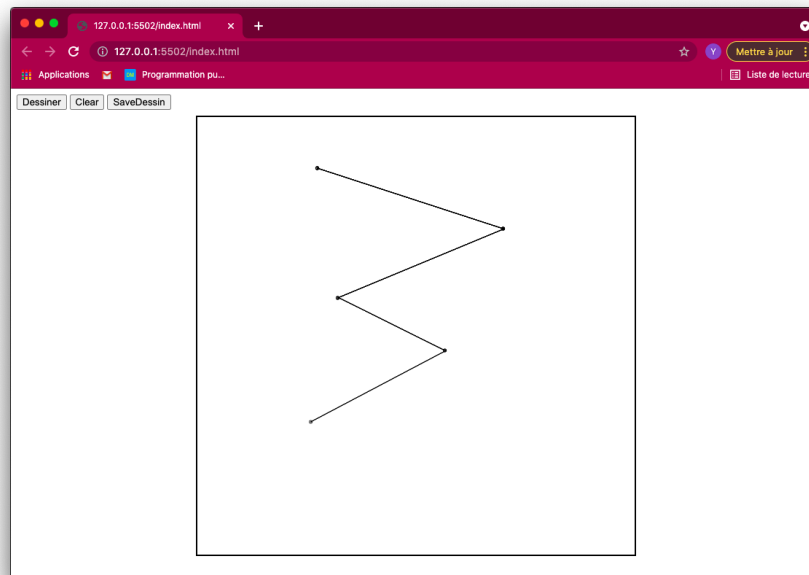 127.0.0.1:5502/index.html
127.0.0.1:5502/index.html
Y
Mettre à jour
Applications
Programmation pu...
Liste de lecture
Dessiner Clear SaveDessin